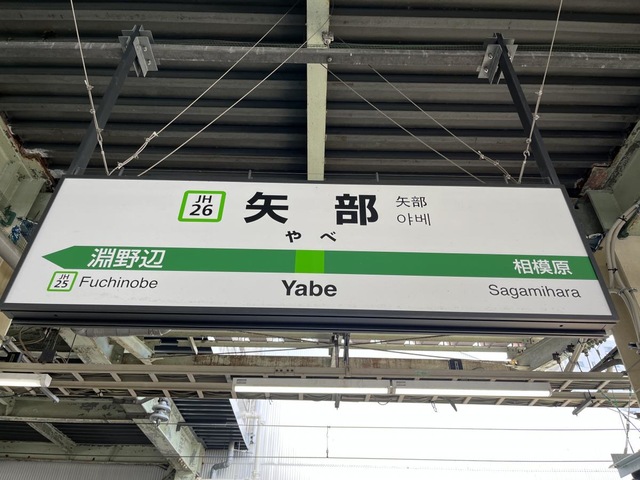 JH
26
矢部
矢部
야베
やべ
淵野辺
相模原
JH
25
Fuchinobe
Yabe
Sagamihara